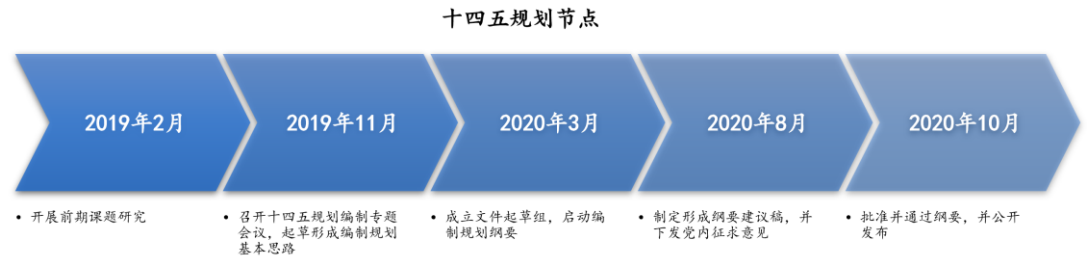 十四五规划节点
2019年2月
2019年11月
2020年3月
2020年8月
2020年10月
• 开展前期课题研究
• 召开十四五规划编制专题
会议，起草形成编制规划
基本思路
• 成立文件起草组，启动编
制规划纲要
• 制定形成纲要建议稿，并
下发党内征求意见
• 批准并通过纲要，并公开
发布